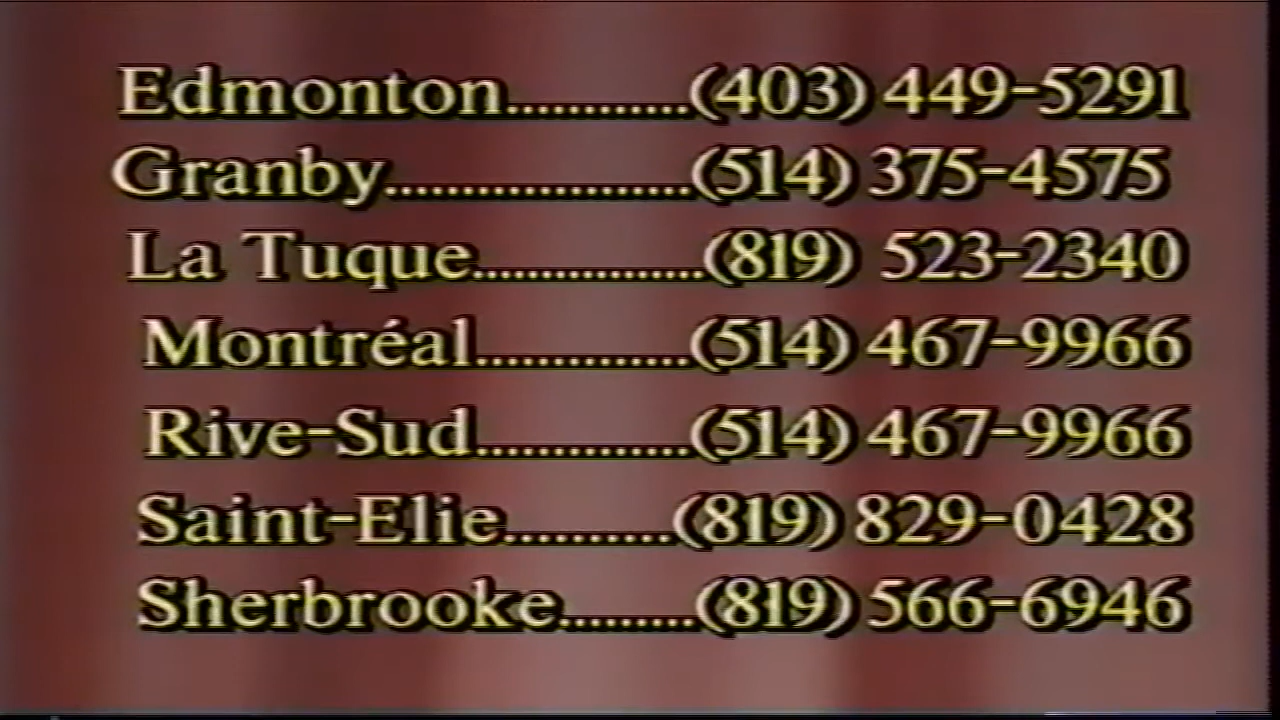 Edmonton............(403) 449-5291
Granby....................(514) 375-4575
La Tuque...............(819) 523-2340
Montréal..............(514) 467-9966
Rive-Sud..............(514) 467-9966
Saint-Elie...........(819) 829-0428
Sherbrooke.........(819) 566-6946